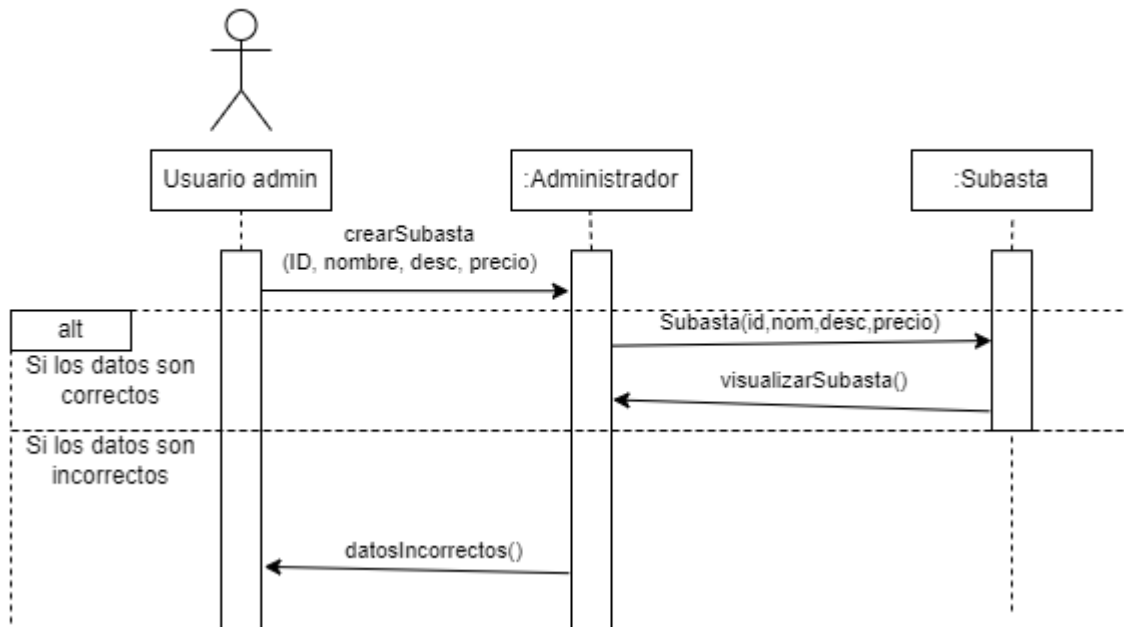 Usuario admin
:Administrador
:Subasta
crearSubasta
(ID, nombre, desc, precio)
alt
Subasta(id,nom,desc,precio)
Si los datos son
correctos
visualizarSubasta()
Si los datos son
incorrectos
datosIncorrectos()